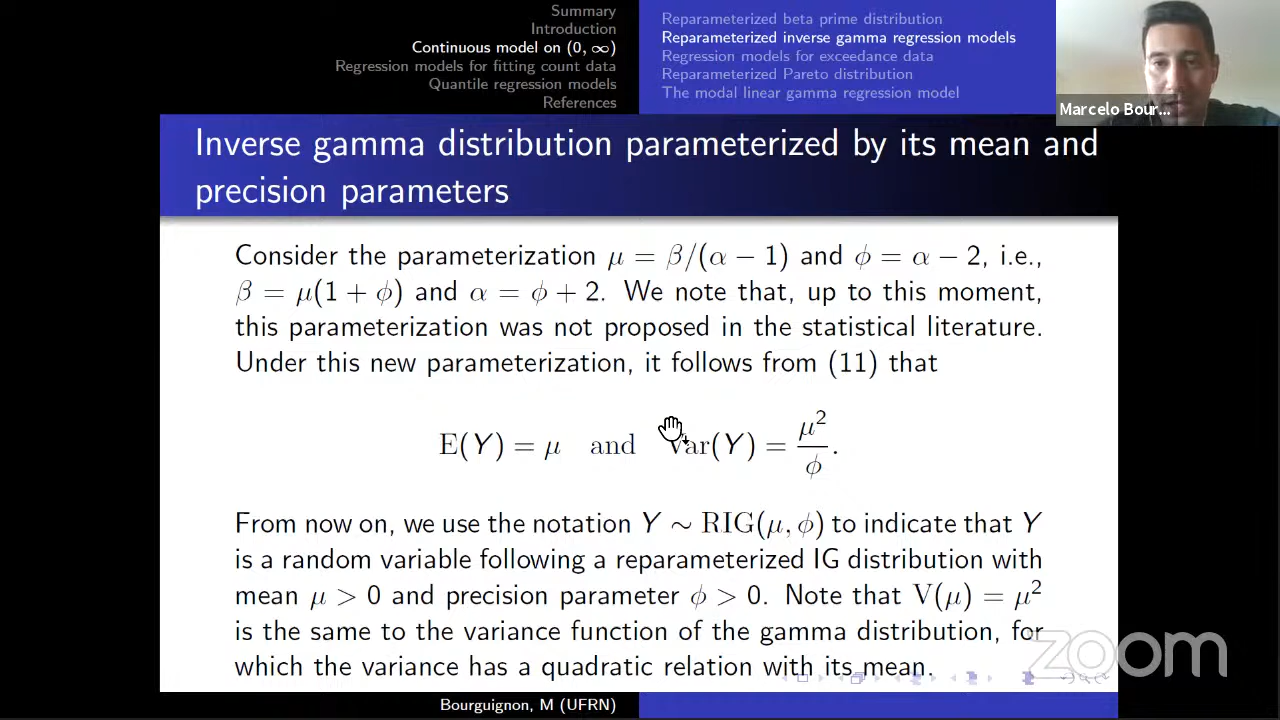 Summary
Introduction
Continuous model on (0, ∞)
Regression models for fitting count data
Quantile regression models
References
Reparameterized beta prime distribution
Reparameterized inverse gamma regression models
Regression models for exceedance data
Reparameterized Pareto distribution
The modal linear gamma regression model
Marcelo Bour...
Inverse gamma distribution parameterized by its mean and
precision parameters
Consider the parameterization μ = β/(α − 1) and ϕ = α − 2, i.e.,
β = μ(1 + ϕ) and α = ϕ + 2. We note that, up to this moment,
this parameterization was not proposed in the statistical literature.
Under this new parameterization, it follows from (11) that
E(Y) = μ and Var(Y) = μ²/ϕ.
From now on, we use the notation Y ∼ RIG(μ, ϕ) to indicate that Y
is a random variable following a reparameterized IG distribution with
mean μ > 0 and precision parameter ϕ > 0. Note that V(μ) = μ²
is the same to the variance function of the gamma distribution, for
which the variance has a quadratic relation with its mean.
zoom
Bourguignon, M (UFRN)